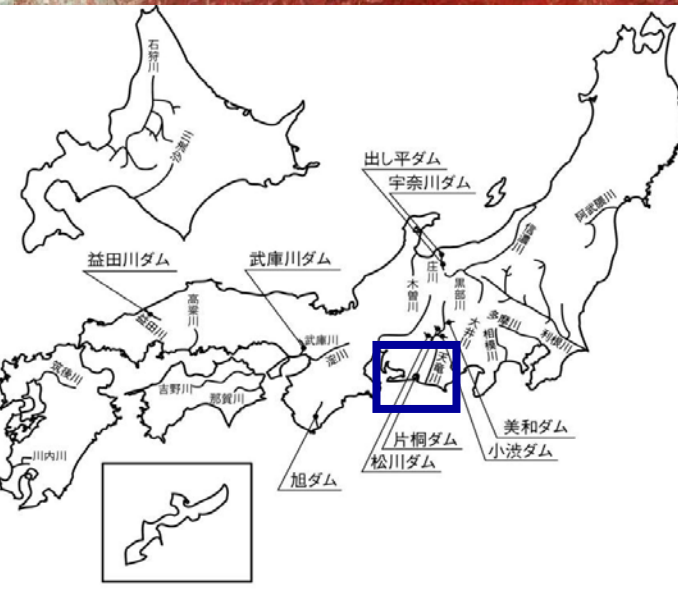 石狩川
出し平ダム
宇奈川ダム
阿武隈川
信濃川
益田川ダム
武庫川ダム
庄川
黒部川
木曽川
高梁川
益田川
多摩川
大井川
相模川
利根川
武庫川
淀川
天竜川
筑後川
吉野川
那賀川
美和ダム
片桐ダム
小渋ダム
川内川
松川ダム
旭ダム